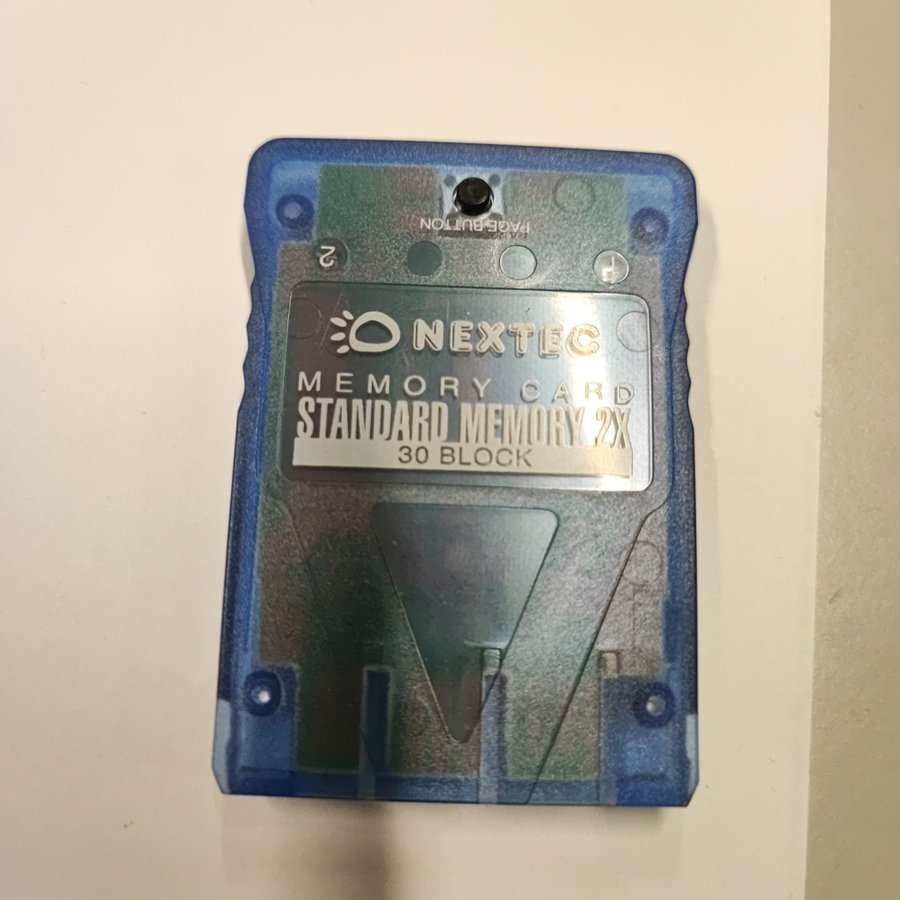 PAGE BUTTON
2 1
NEXTEC
MEMORY CARD
STANDARD MEMORY 2X
30 BLOCK